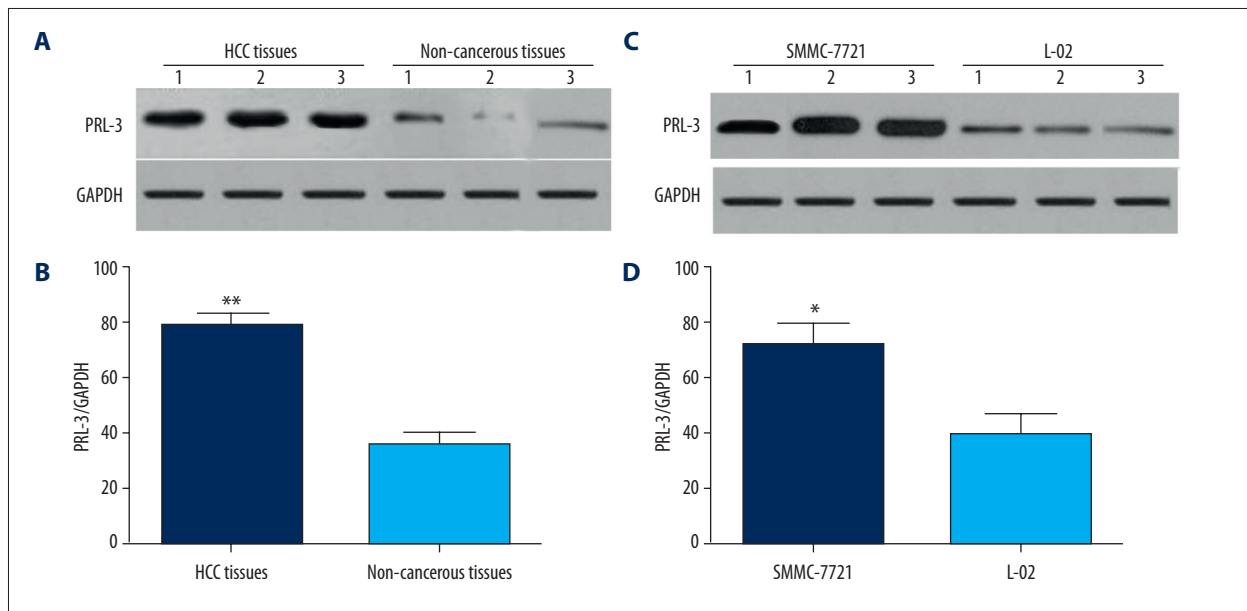 A
HCC tissues
Non-cancerous tissues
1 2 3 1 2 3
PRL-3
GAPDH
B
100
80
60
40
20
0
PRL-3/GAPDH
**
HCC tissues
Non-cancerous tissues
C
SMMC-7721
L-02
1 2 3 1 2 3
PRL-3
GAPDH
D
100
80
60
40
20
0
PRL-3/GAPDH
*
SMMC-7721
L-02